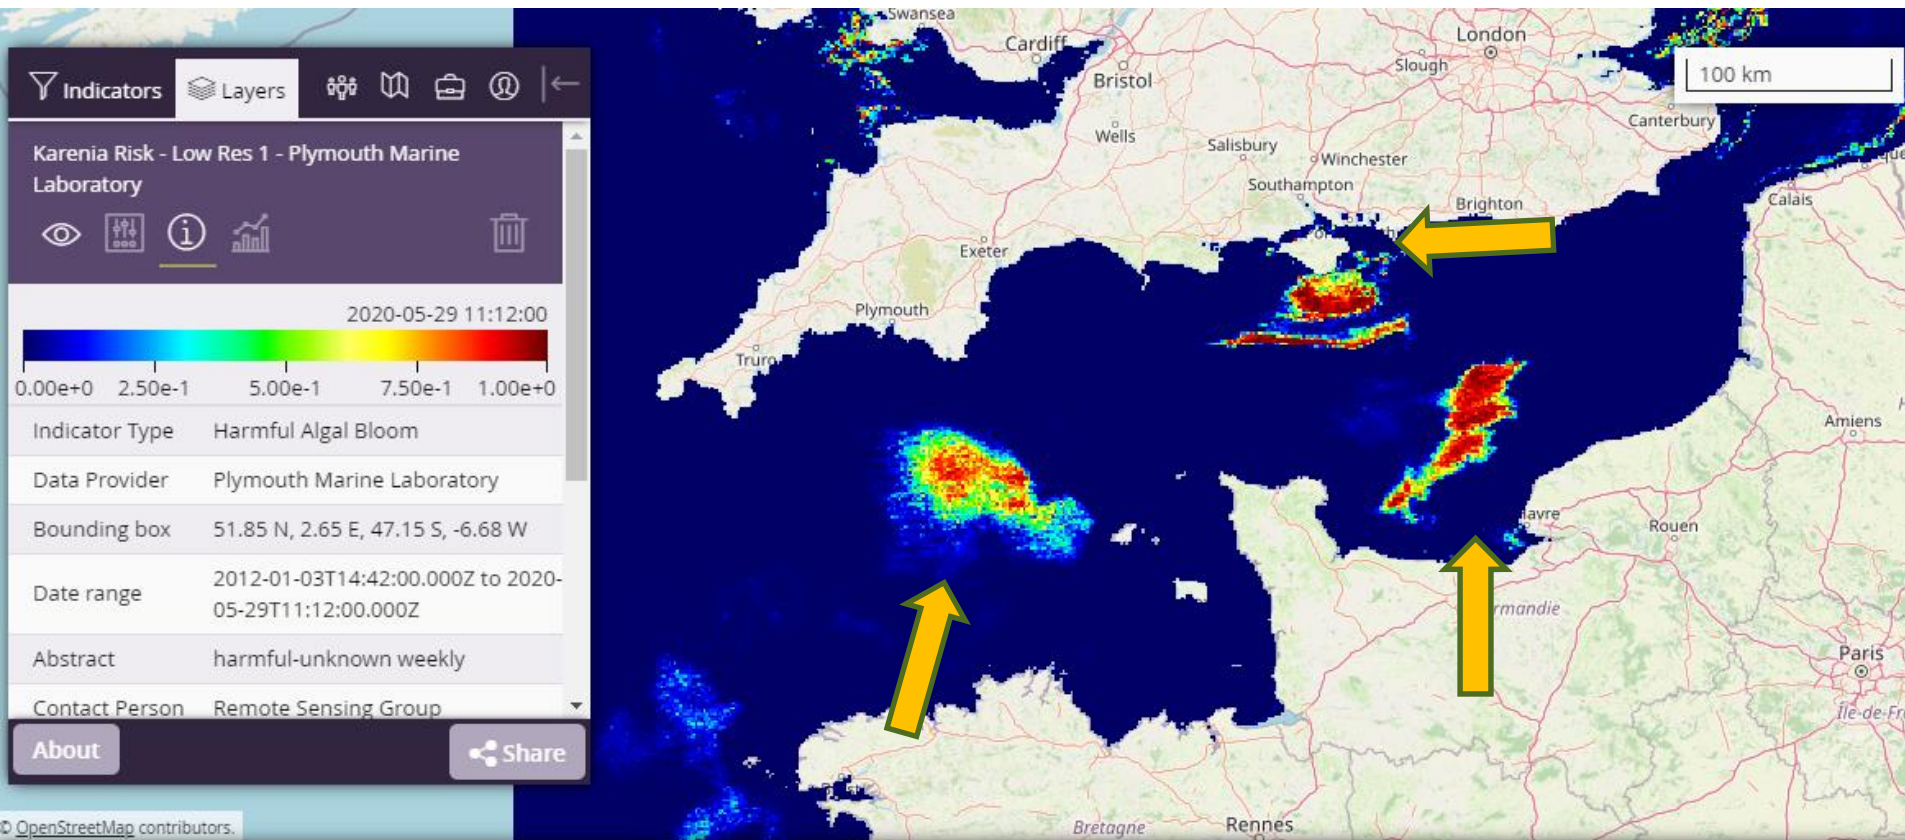 Indicators
Layers
Karenia Risk - Low Res 1 - Plymouth Marine
Laboratory
2020-05-29 11:12:00
0.00e+0 2.50e-1 5.00e-1 7.50e-1 1.00e+0
Indicator Type Harmful Algal Bloom
Data Provider Plymouth Marine Laboratory
Bounding box 51.85 N, 2.65 E, 47.15 S, -6.68 W
Date range 2012-01-03T14:42:00.000Z to 2020-
05-29T11:12:00.000Z
Abstract harmful-unknown weekly
Contact Person Remote Sensing Group
About
Share
© OpenStreetMap contributors.
100 km
Swansea
Cardiff
Bristol
London
Slough
Wells
Salisbury
Winchester
Canterbury
Southampton
Brighton
Calais
Exeter
Plymouth
Truro
Amiens
Rouen
Paris
Bretagne
Rennes